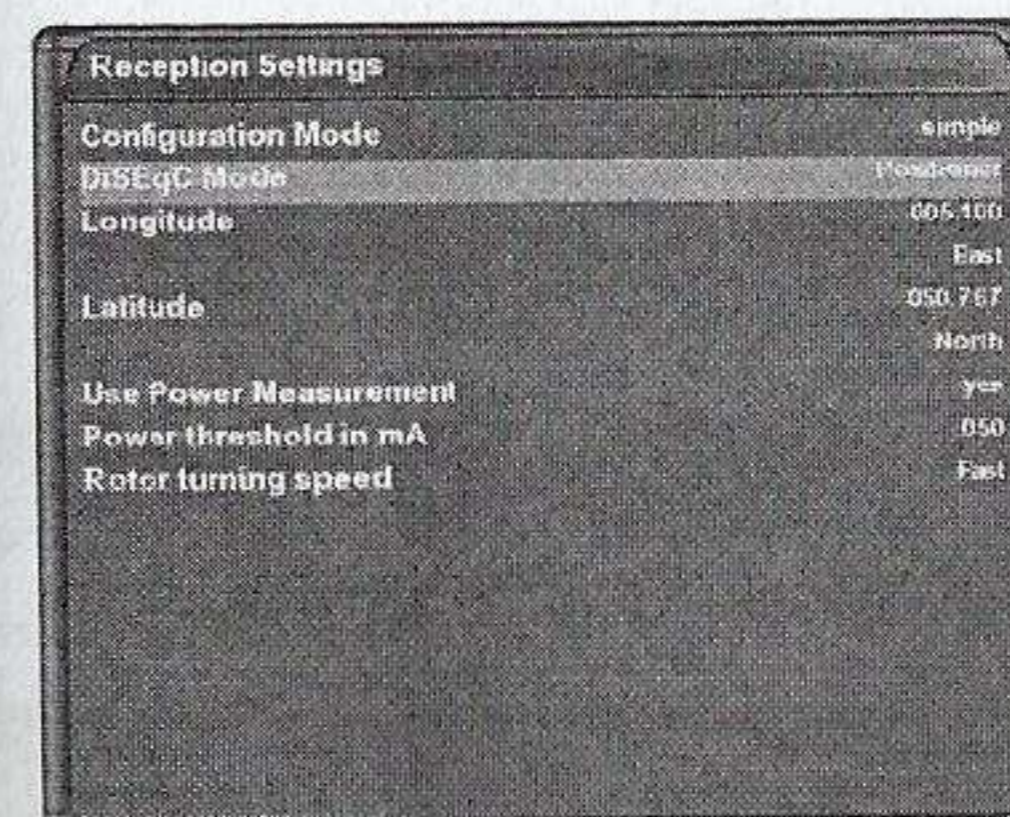 Reception Settings
Configuration Mode simple
DiSEqC Mode Positioner
Longitude 005.100
East
Latitude 050.767
North
Use Power Measurement yes
Power threshold in mA 050
Rotor turning speed Fast